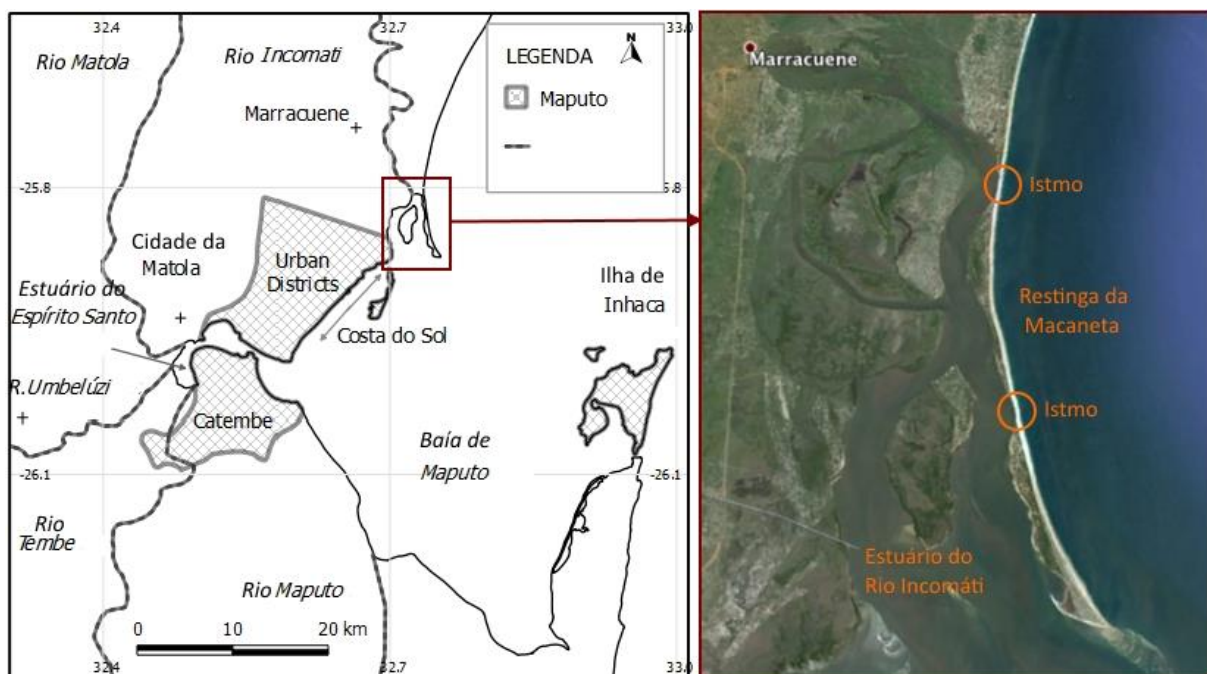 32.4
32.7
33.0
Rio Matola
Rio Incomati
Marracuene
LEGENDA
N
Maputo
-25.8
5.8
Cidade da
Matola
Urban
Districts
Estuário do
Espírito Santo
Costa do Sol
Ilha de
Inhaca
R.Umbelúzi
Catembe
Baía de
Maputo
-26.1
-26.1
Rio
Tembe
Rio Maputo
0 10 20 km
32.4
32.7
33.0
Marracuene
Istmo
Restinga da
Macaneta
Istmo
Estuário do
Rio Incomáti